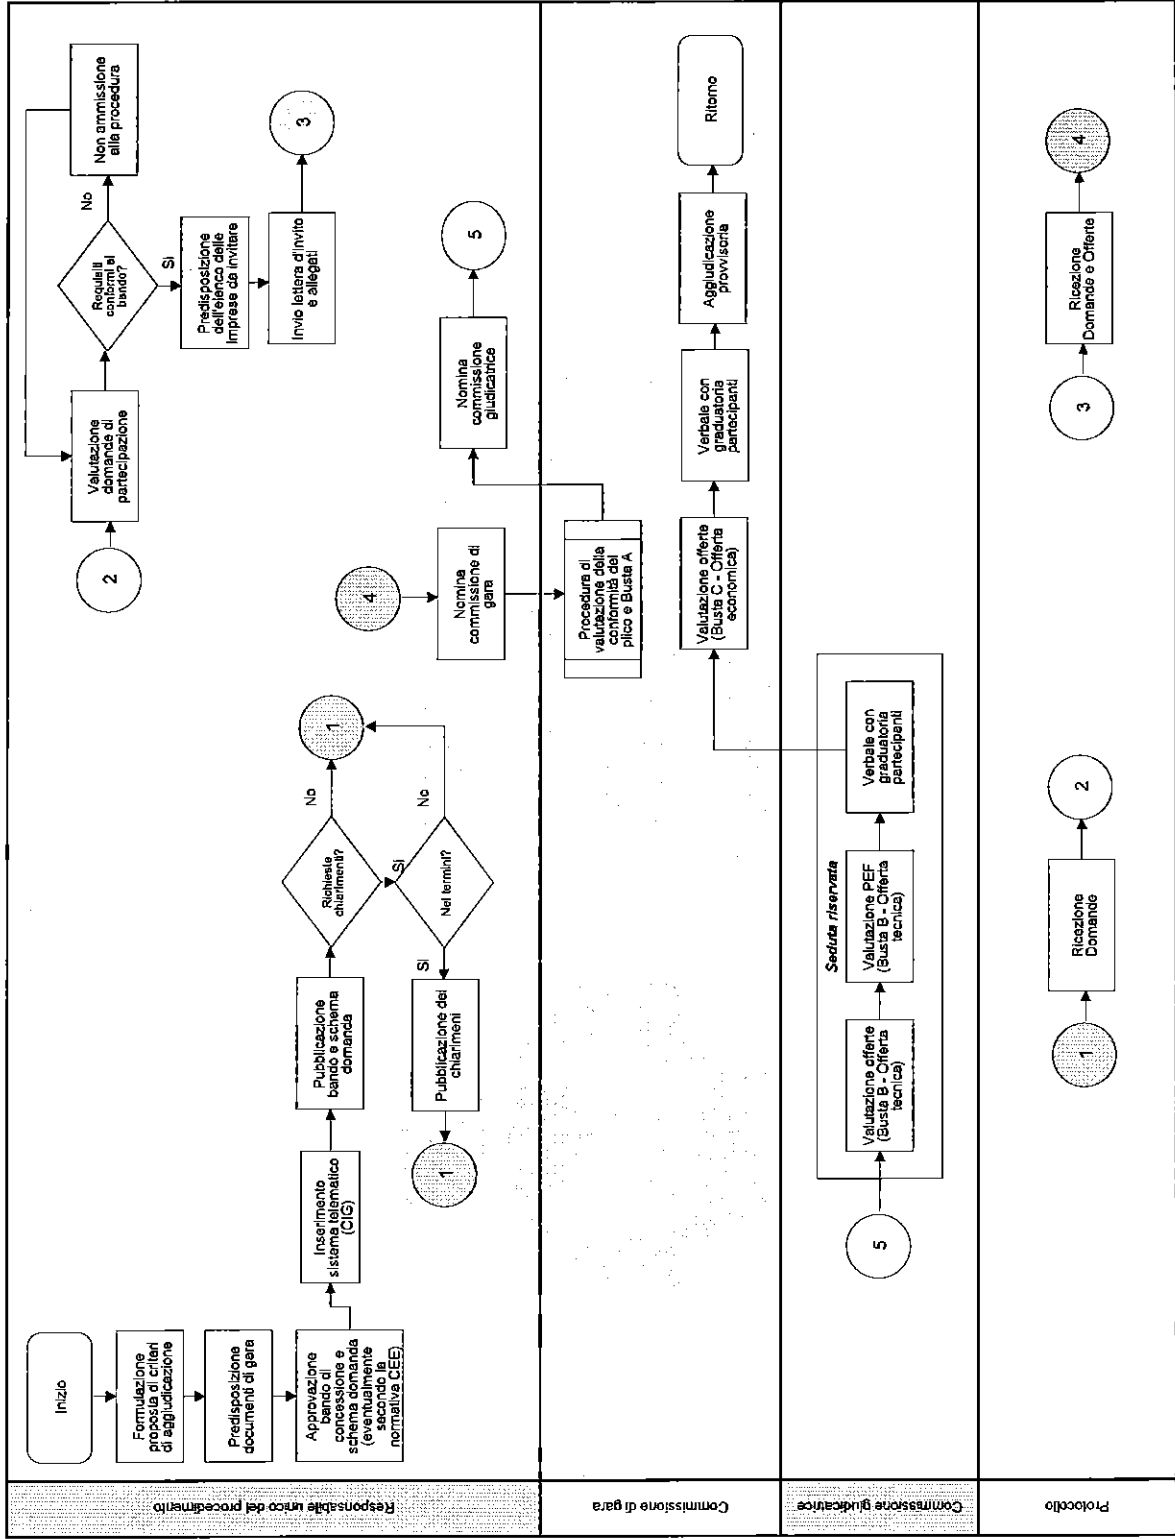 Responsabile unico del procedimento
Inizio
Formulazione
proposta di criteri
di aggiudicazione
Predisposizione
documenti di gara
Approvazione
bando di
concessione e
schema domanda
(eventualmente
secondo la
normativa CEE)
Inserimento
sistema telematico
(CIG)
Pubblicazione
bando e schema
domanda
Richieste
chiarimenti?
No
1
Si
Nei termini?
No
Si
Pubblicazione dei
chiarimeni
1
2
Valutazione
domande di
partecipazione
Requisiti
conformi al
bando?
No
Non ammissione
alla procedura
Si
Predisposizione
dell'elenco delle
Imprese da invitare
Invio lettera d'invito
e allegati
3
4
Nomina
commissione di
gara
Nomina
commissione
giudicatrice
5
Commissione di gara
Procedura di
valutazione della
conformità del
plico e Busta A
Valutazione offerte
(Busta C - Offerta
economica)
Verbale con
graduatoria
partecipanti
Aggiudicazione
provvisoria
Ritorno
Commissione giudicatrice
5
Seduta riservata
Valutazione offerte
(Busta B - Offerta
tecnica)
Valutazione PEF
(Busta B - Offerta
tecnica)
Verbale con
graduatoria
partecipanti
Protocollo
1
Ricezione
Domande
2
3
Ricezione
Domande e Offerte
4